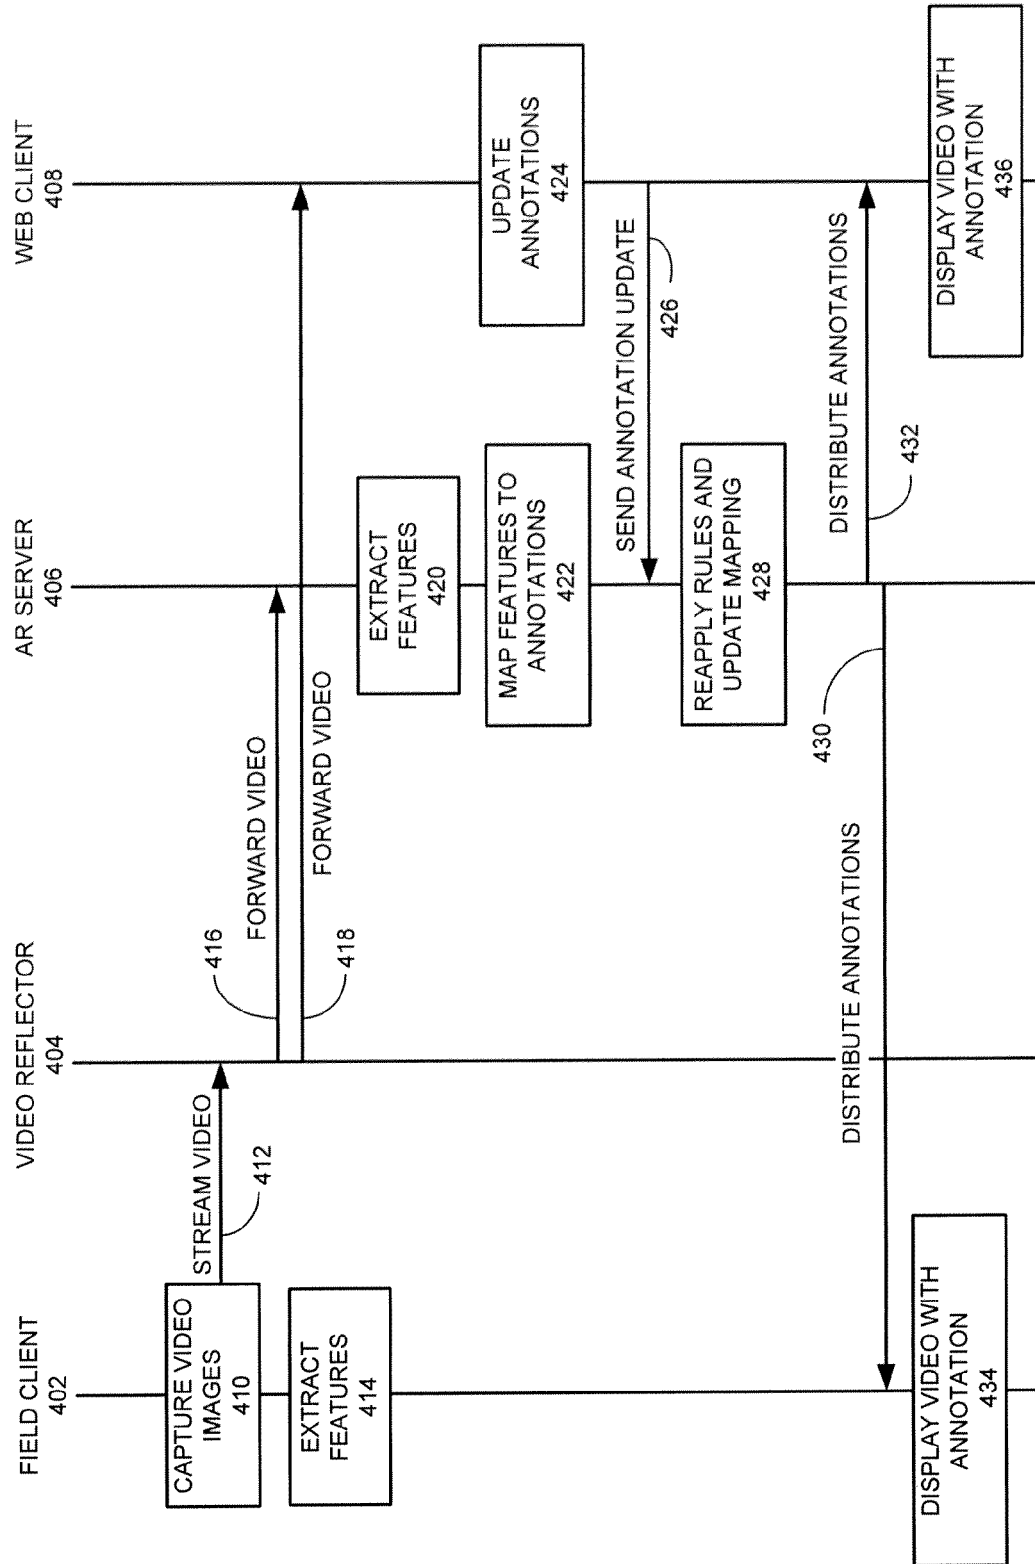 FIELD CLIENT
402
VIDEO REFLECTOR
404
AR SERVER
406
WEB CLIENT
408
CAPTURE VIDEO
IMAGES
410
STREAM VIDEO
412
EXTRACT
FEATURES
414
416
FORWARD VIDEO
418
FORWARD VIDEO
EXTRACT
FEATURES
420
MAP FEATURES TO
ANNOTATIONS
422
UPDATE
ANNOTATIONS
424
SEND ANNOTATION UPDATE
426
REAPPLY RULES AND
UPDATE MAPPING
428
DISTRIBUTE ANNOTATIONS
430
DISTRIBUTE ANNOTATIONS
432
DISPLAY VIDEO WITH
ANNOTATION
434
DISPLAY VIDEO WITH
ANNOTATION
436